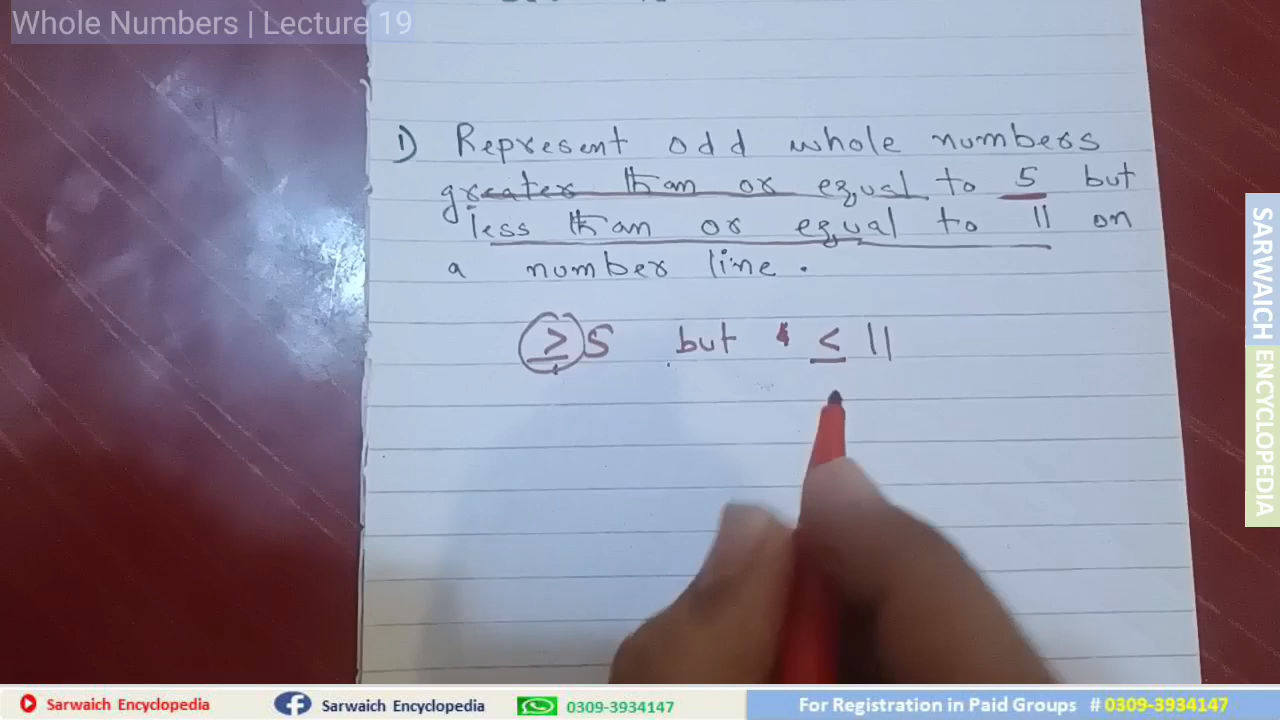 Whole Numbers | Lecture 19
1) Represent odd whole numbers
greater than or equal to 5 but
less than or equal to 11 on
a number line.
≥ 5 but ≤ 11
SARWAICH ENCYCLOPEDIA
Sarwaich Encyclopedia
Sarwaich Encyclopedia
0309-3934147
For Registration in Paid Groups # 0309-3934147